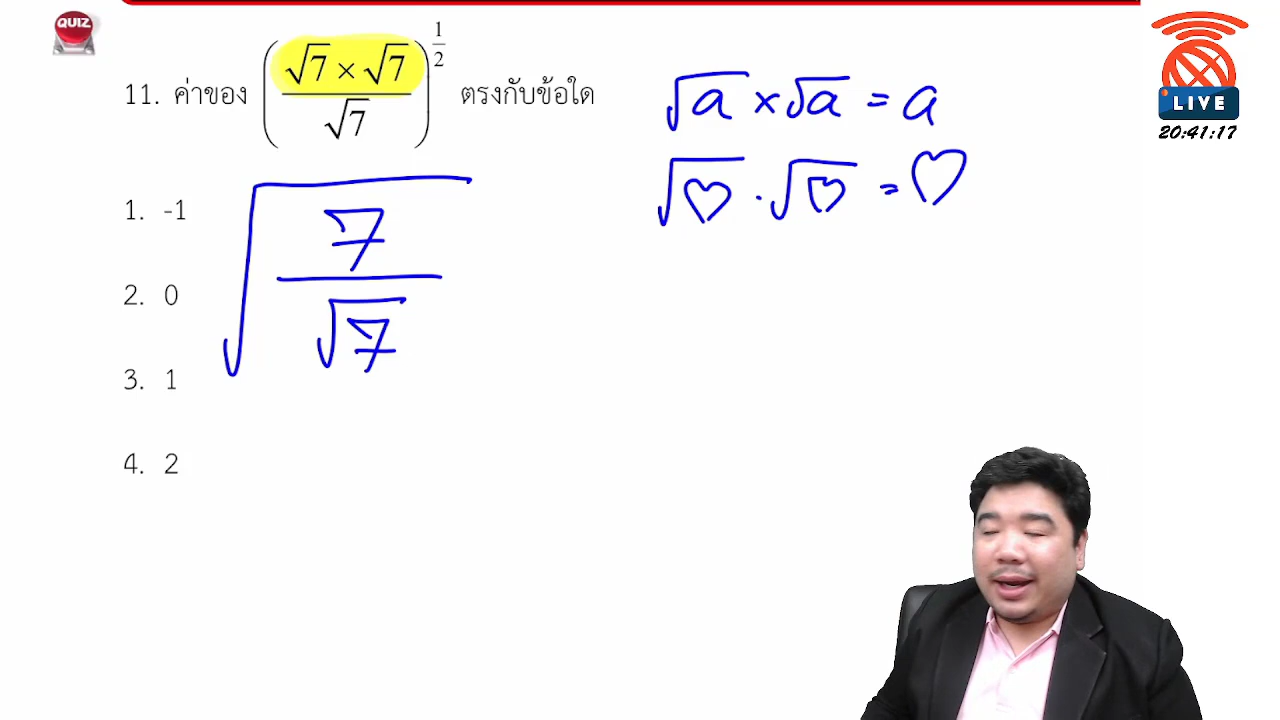 QUIZ
11. ค่าของ ((√7 × √7)/√7)^(1/2) ตรงกับข้อใด
√a × √a = a
√♡ · √♡ = ♡
LIVE
20:41:17
√(7/√7)
1. -1
2. 0
3. 1
4. 2